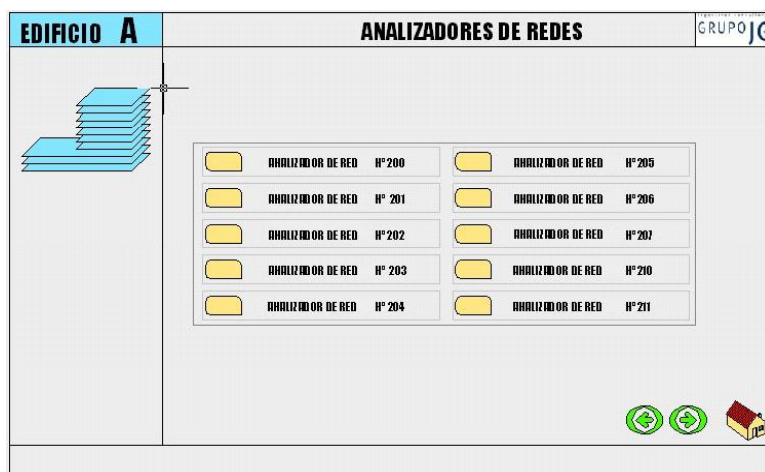 EDIFICIO A
ANALIZADORES DE REDES
GRUPO JG
ANALIZADOR DE RED Nº 200
ANALIZADOR DE RED Nº 201
ANALIZADOR DE RED Nº 202
ANALIZADOR DE RED Nº 203
ANALIZADOR DE RED Nº 204
ANALIZADOR DE RED Nº 205
ANALIZADOR DE RED Nº 206
ANALIZADOR DE RED Nº 207
ANALIZADOR DE RED Nº 210
ANALIZADOR DE RED Nº 211